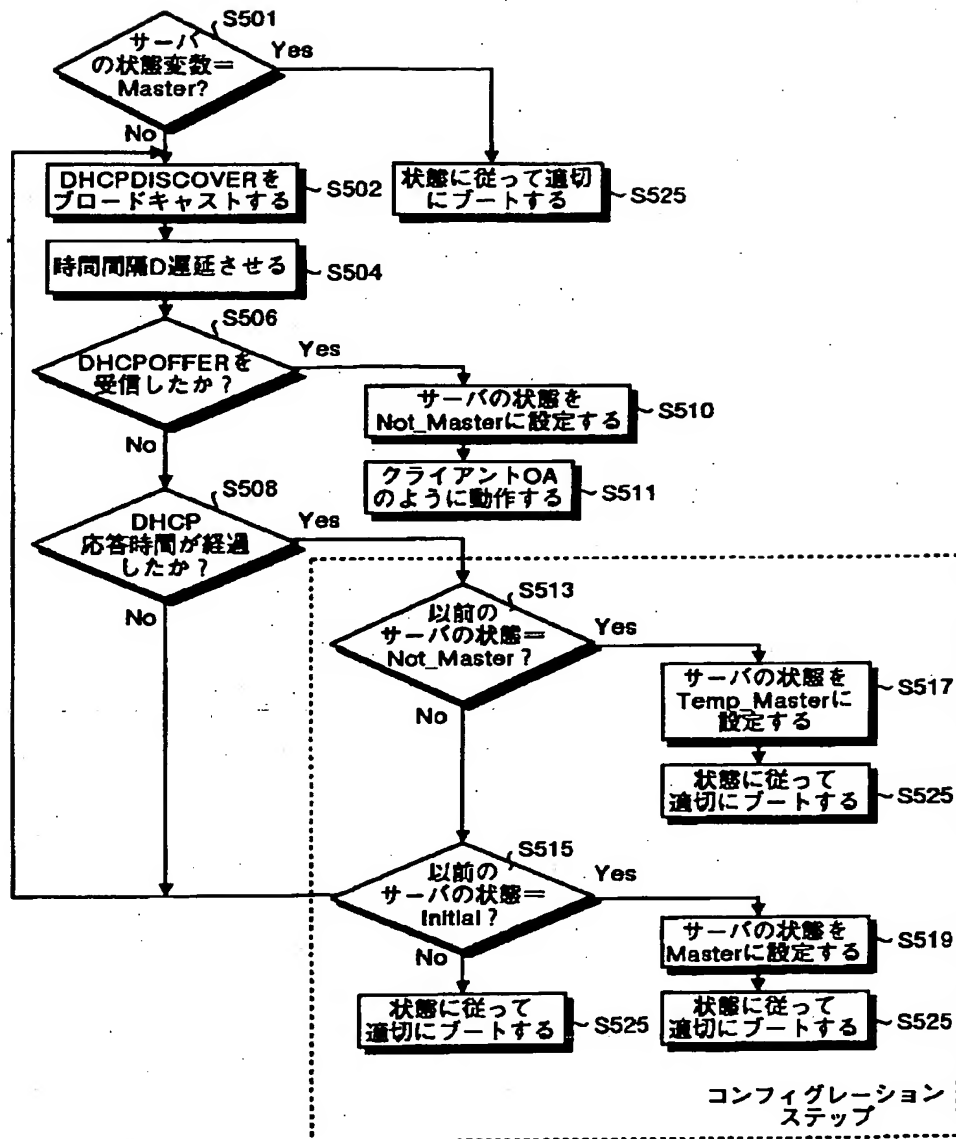 S501
サーバ
の状態変数=
Master?
Yes
No
DHCPDISCOVERを
ブロードキャストする
S502
状態に従って適切
にブートする
S525
時間間隔D遅延させる
S504
S506
DHCPOFFERを
受信したか?
Yes
No
サーバの状態を
Not_Masterに設定する
S510
クライアントOA
のように動作する
S511
S508
DHCP
応答時間が経過
したか?
Yes
No
S513
以前の
サーバの状態=
Not_Master?
Yes
No
サーバの状態を
Temp_Masterに
設定する
S517
状態に従って
適切にブートする
S525
S515
以前の
サーバの状態=
Initial?
Yes
No
サーバの状態を
Masterに設定する
S519
状態に従って
適切にブートする
S525
状態に従って
適切にブートする
S525
コンフィグレーション
ステップ